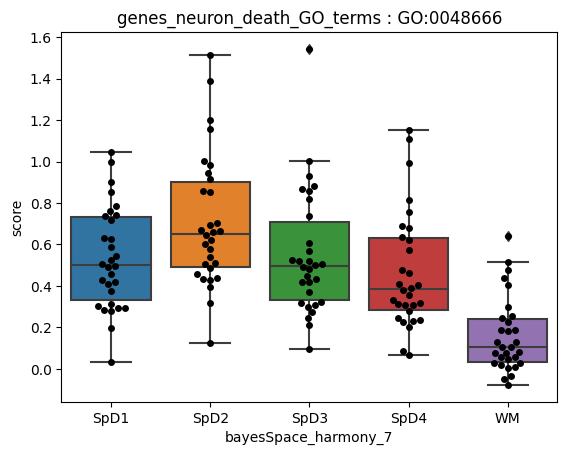 genes_neuron_death_GO_terms : GO:0048666
score
1.6
1.4
1.2
1.0
0.8
0.6
0.4
0.2
0.0
SpD1 SpD2 SpD3 SpD4 WM
bayesSpace_harmony_7